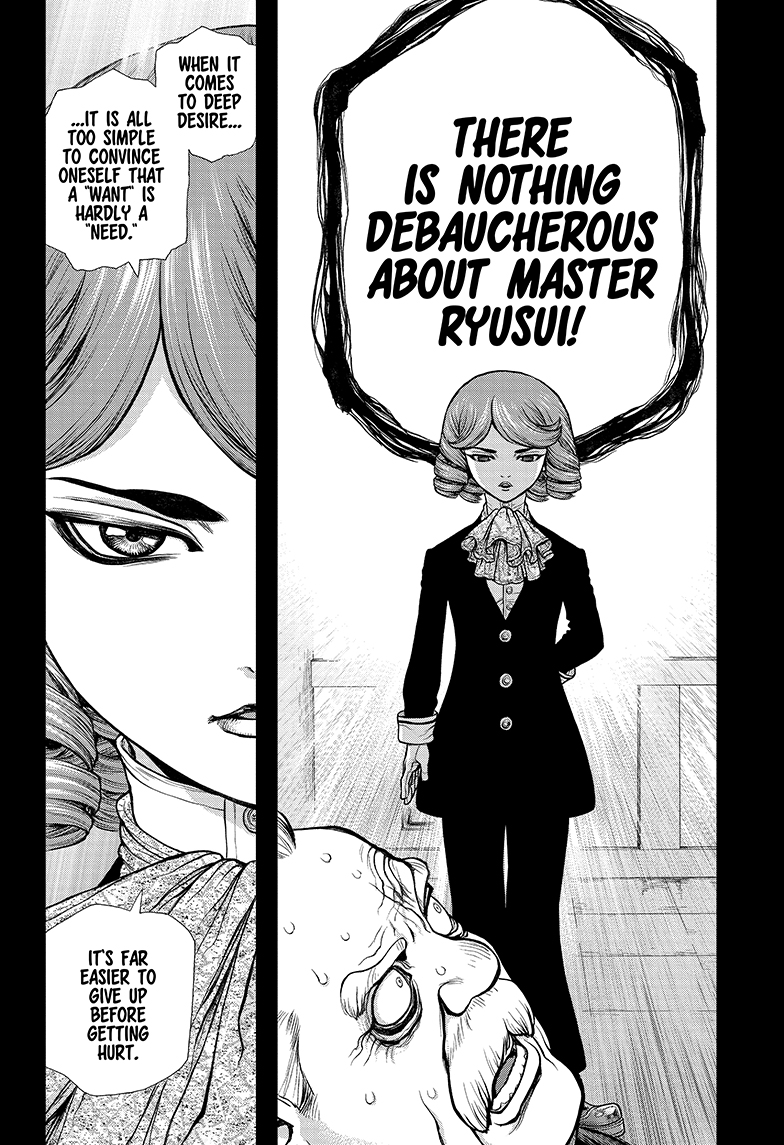 THERE
IS NOTHING
DEBAUCHEROUS
ABOUT MASTER
RYUSUI!
WHEN IT
COMES
TO DEEP
DESIRE...
...IT IS ALL
TOO SIMPLE
TO CONVINCE
ONESELF THAT
A "WANT" IS
HARDLY A
"NEED."
IT'S FAR
EASIER TO
GIVE UP
BEFORE
GETTING
HURT.